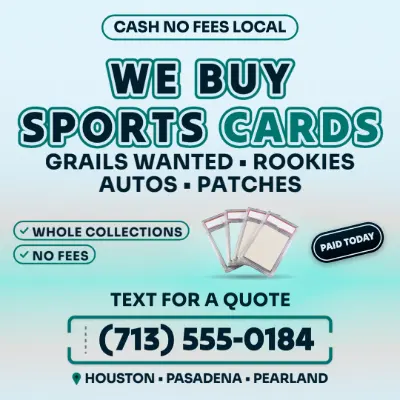 CASH NO FEES LOCAL
WE BUY
SPORTS CARDS
GRAILS WANTED ▪ ROOKIES
AUTOS ▪ PATCHES
WHOLE COLLECTIONS
NO FEES
PAID TODAY
TEXT FOR A QUOTE
(713) 555-0184
HOUSTON ▪ PASADENA ▪ PEARLAND